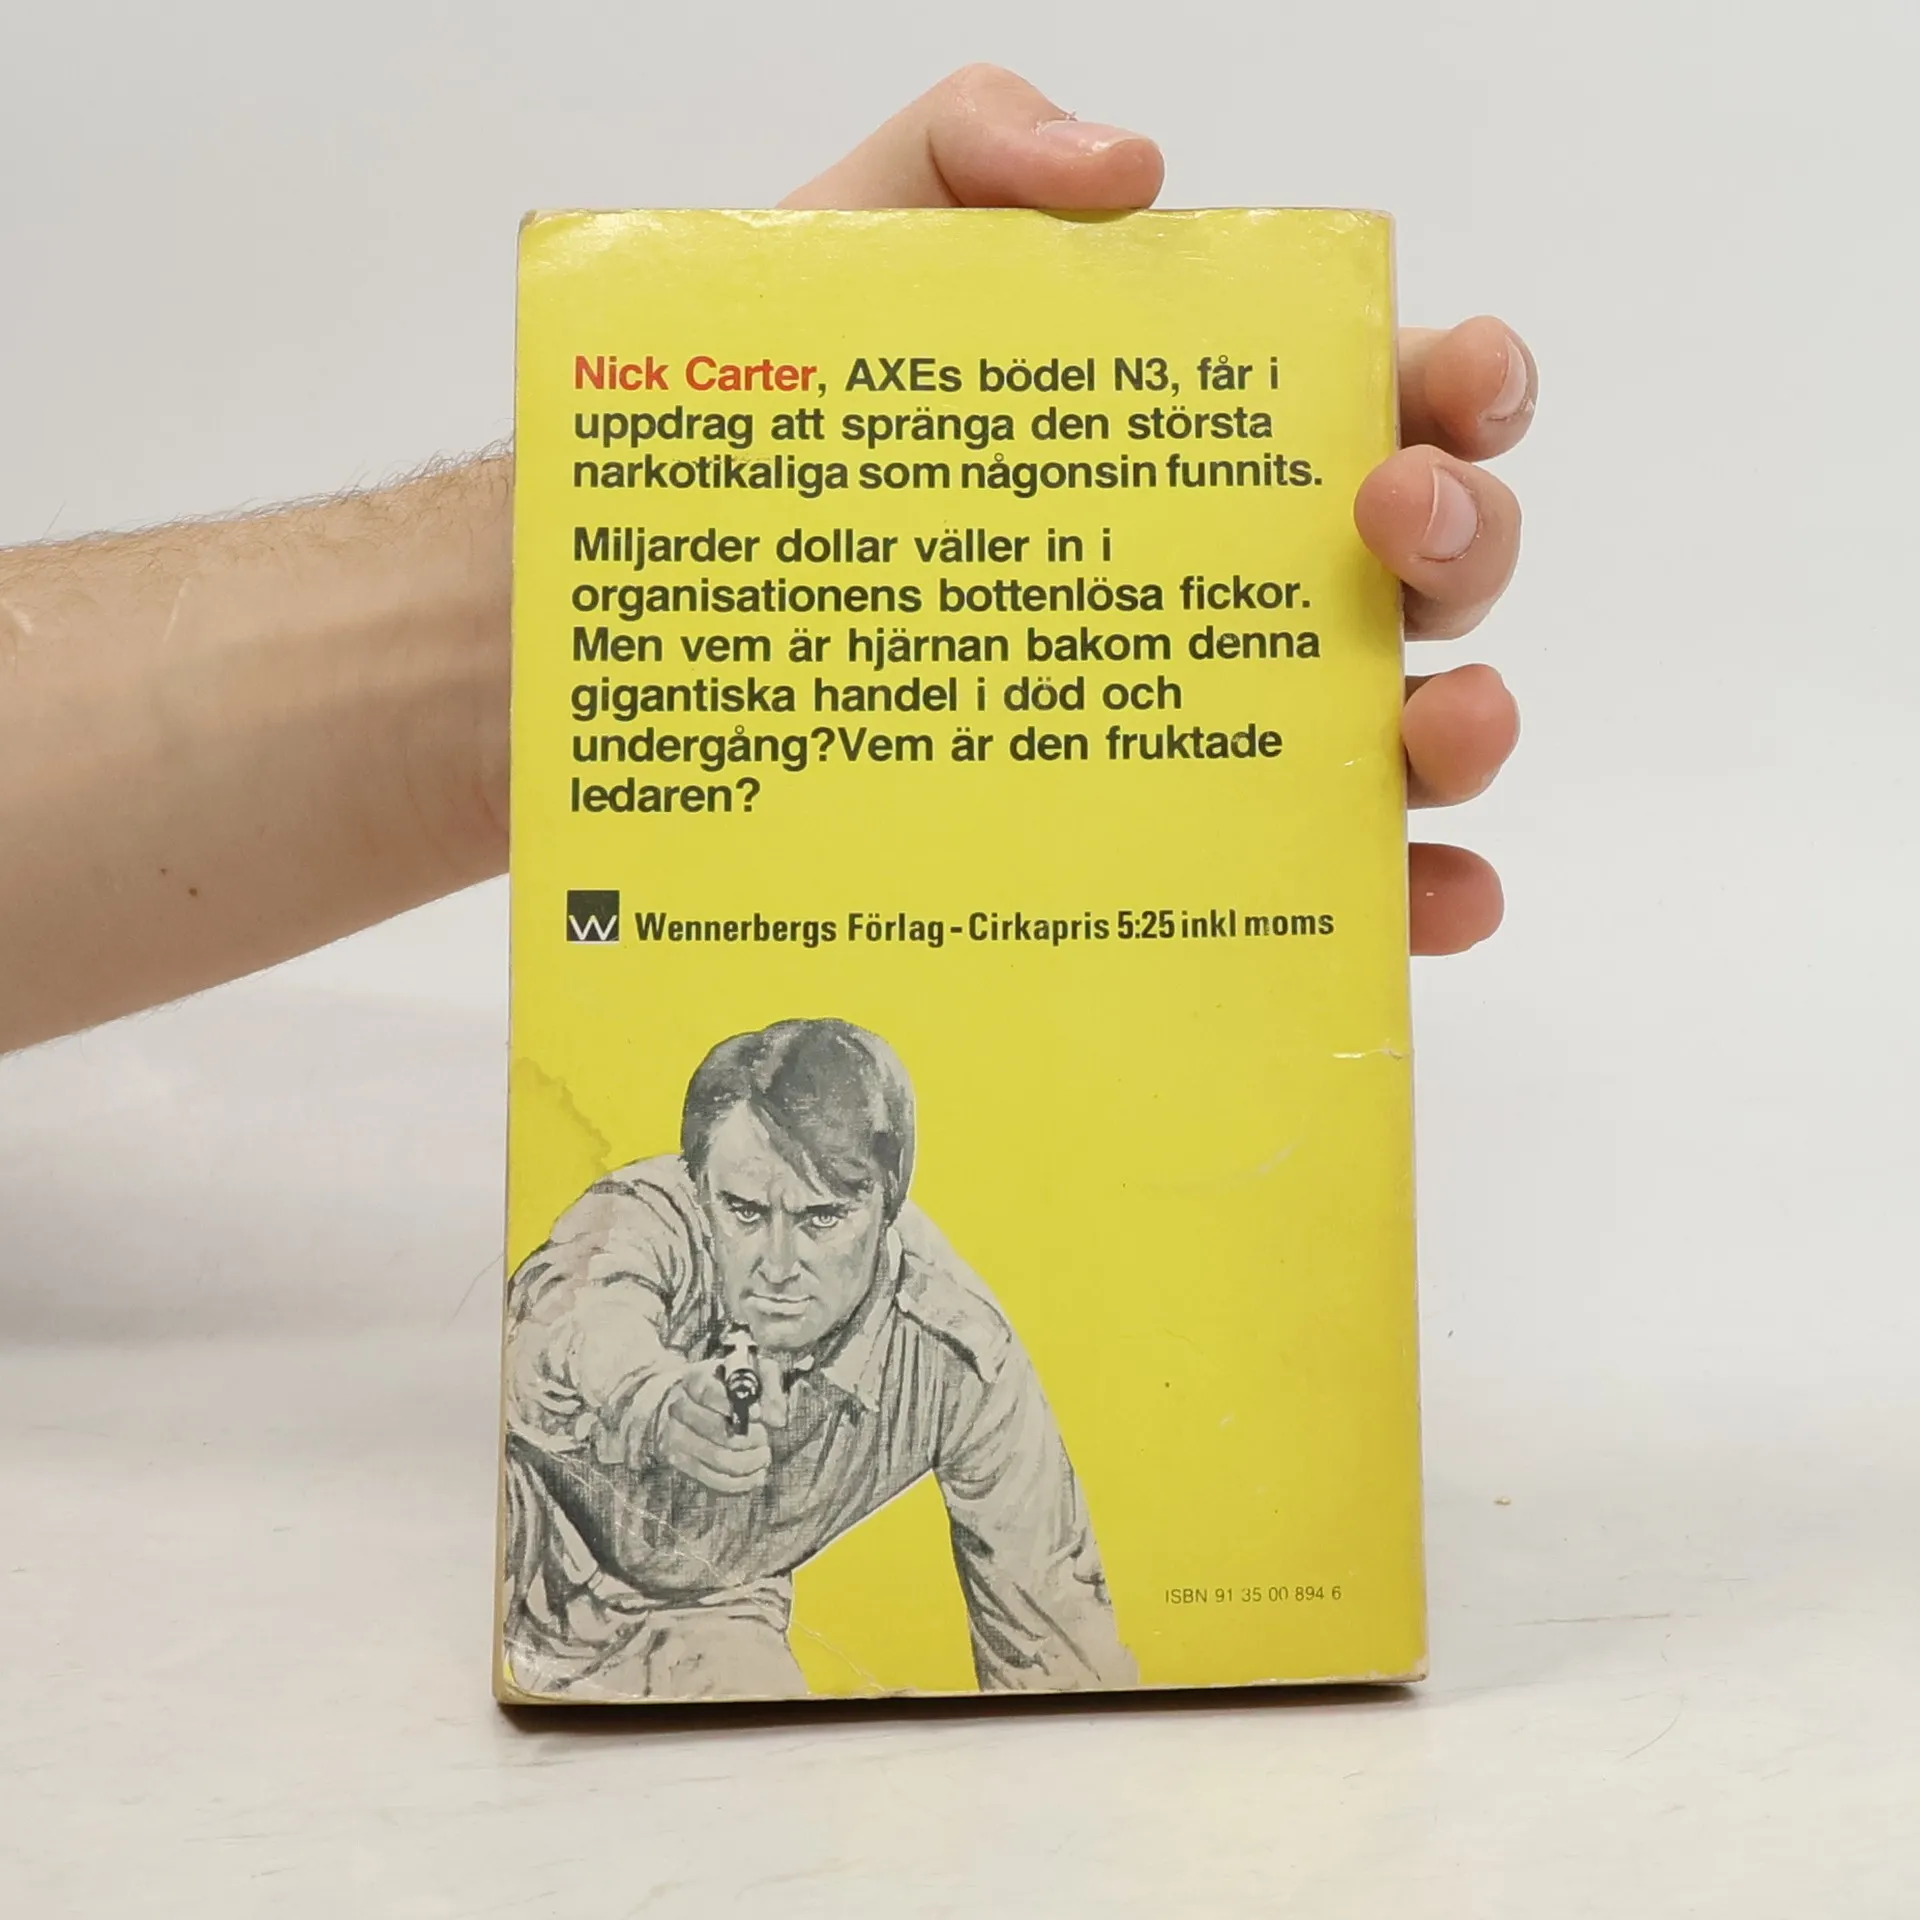 Nick Carter, AXEs bödel N3, får i
uppdrag att spränga den största
narkotikaliga som någonsin funnits.
Miljarder dollar väller in i
organisationens bottenlösa fickor.
Men vem är hjärnan bakom denna
gigantiska handel i död och
undergång?Vem är den fruktade
ledaren?
W Wennerbergs Förlag - Cirkapris 5:25 inkl moms
ISBN 91 35 00 894 6